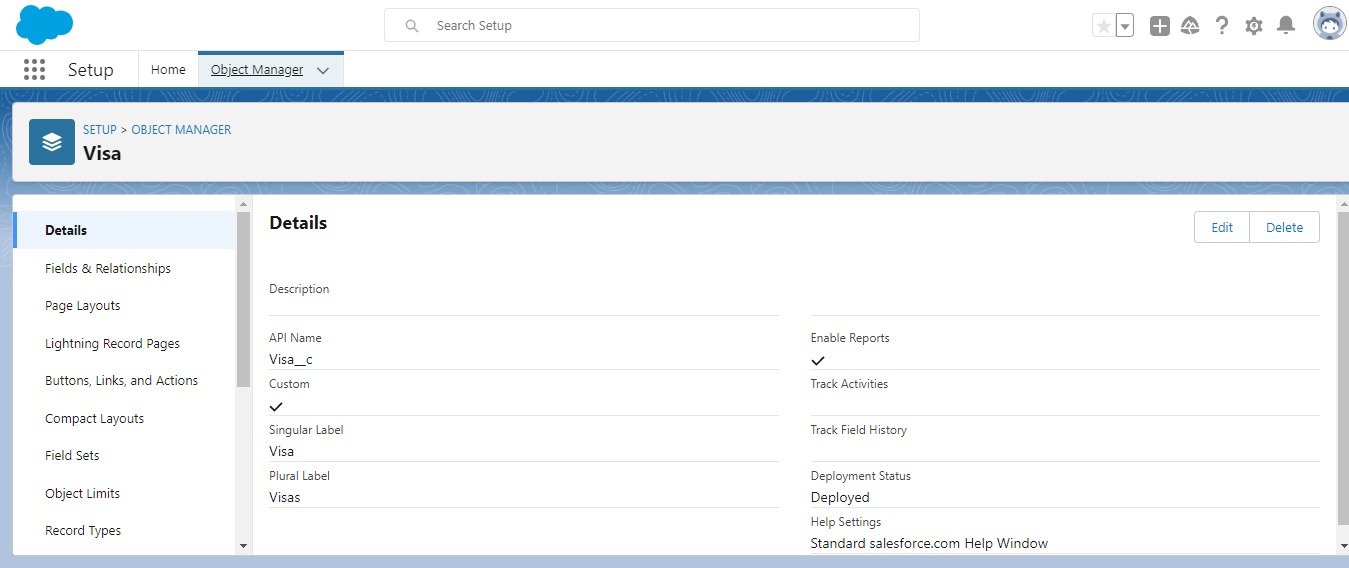 Search Setup
Setup
Home
Object Manager
SETUP > OBJECT MANAGER
Visa
Details
Fields & Relationships
Page Layouts
Lightning Record Pages
Buttons, Links, and Actions
Compact Layouts
Field Sets
Object Limits
Record Types
Details
Edit
Delete
Description
API Name
Visa__c
Custom
Singular Label
Visa
Plural Label
Visas
Enable Reports
Track Activities
Track Field History
Deployment Status
Deployed
Help Settings
Standard salesforce.com Help Window